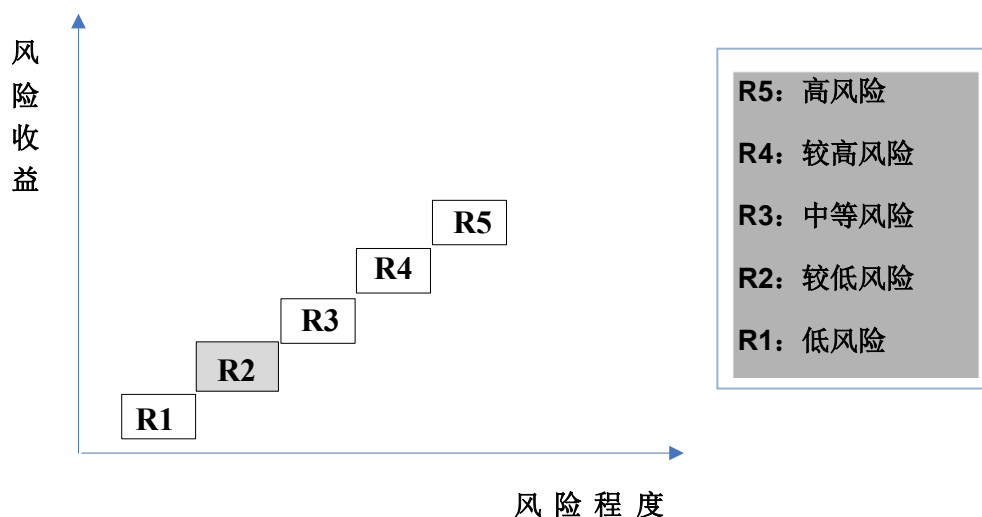 风险收益
R5：高风险
R4：较高风险
R3：中等风险
R2：较低风险
R1：低风险
R5
R4
R3
R2
R1
风险程度